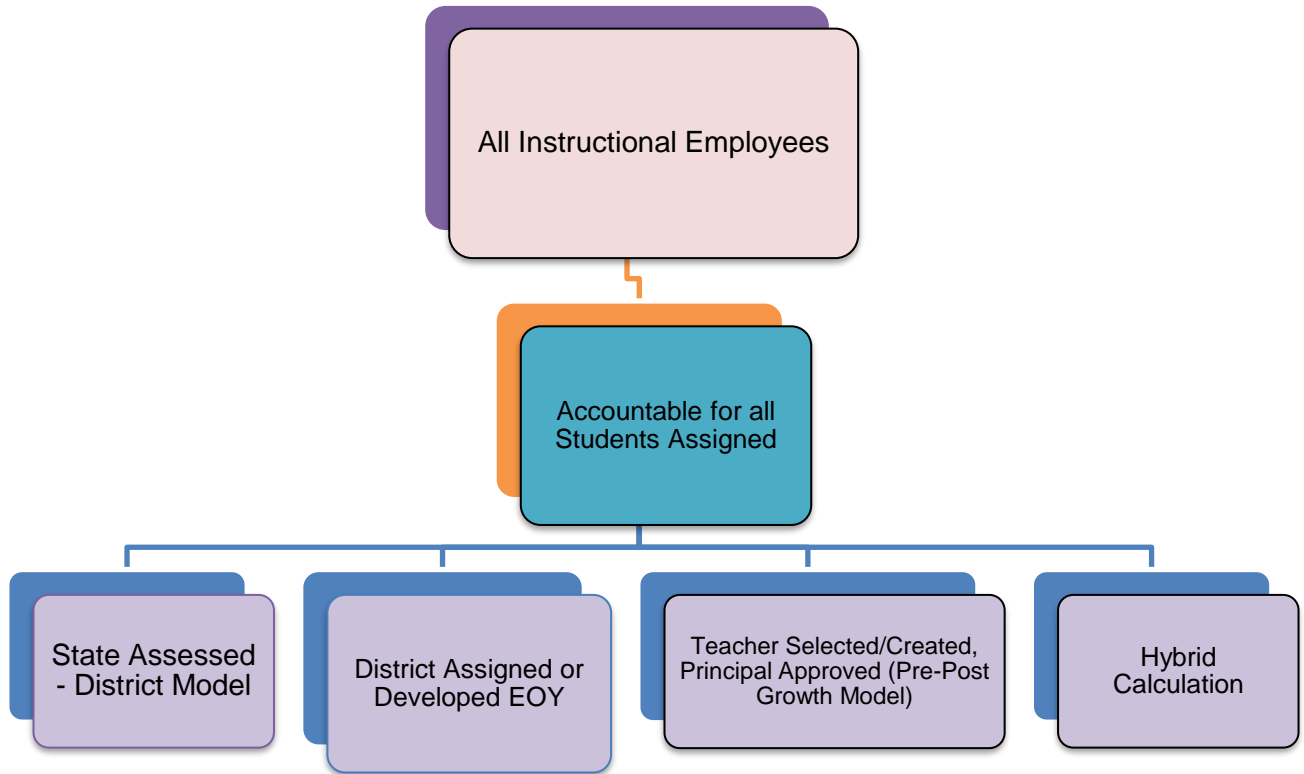 All Instructional Employees
Accountable for all
Students Assigned
State Assessed
- District Model
District Assigned or
Developed EOY
Teacher Selected/Created,
Principal Approved (Pre-Post
Growth Model)
Hybrid
Calculation